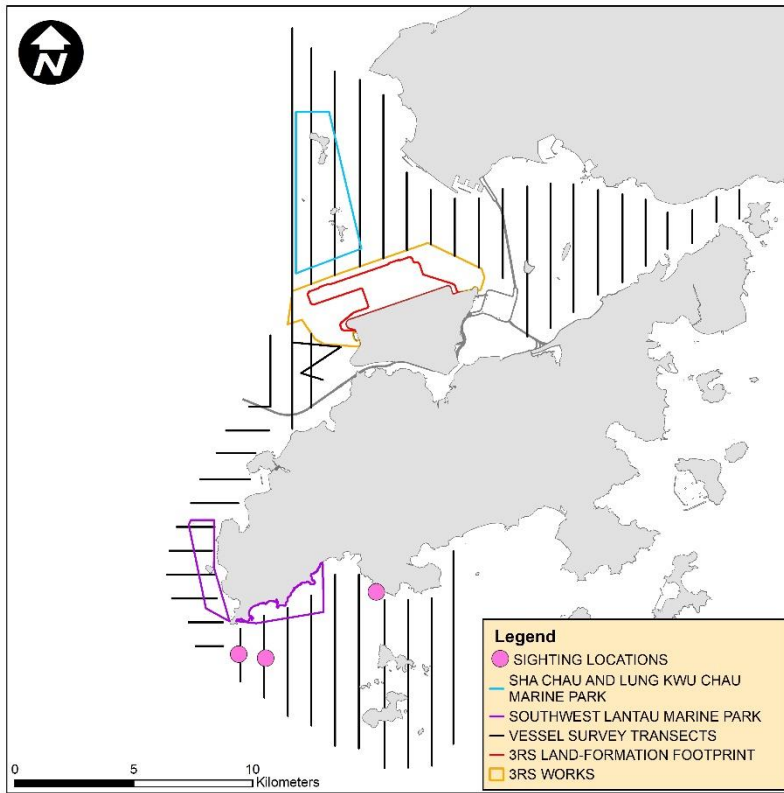 N
Legend
SIGHTING LOCATIONS
SHA CHAU AND LUNG KWU CHAU
MARINE PARK
SOUTHWEST LANTAU MARINE PARK
VESSEL SURVEY TRANSECTS
3RS LAND-FORMATION FOOTPRINT
3RS WORKS
0 5 10
Kilometers